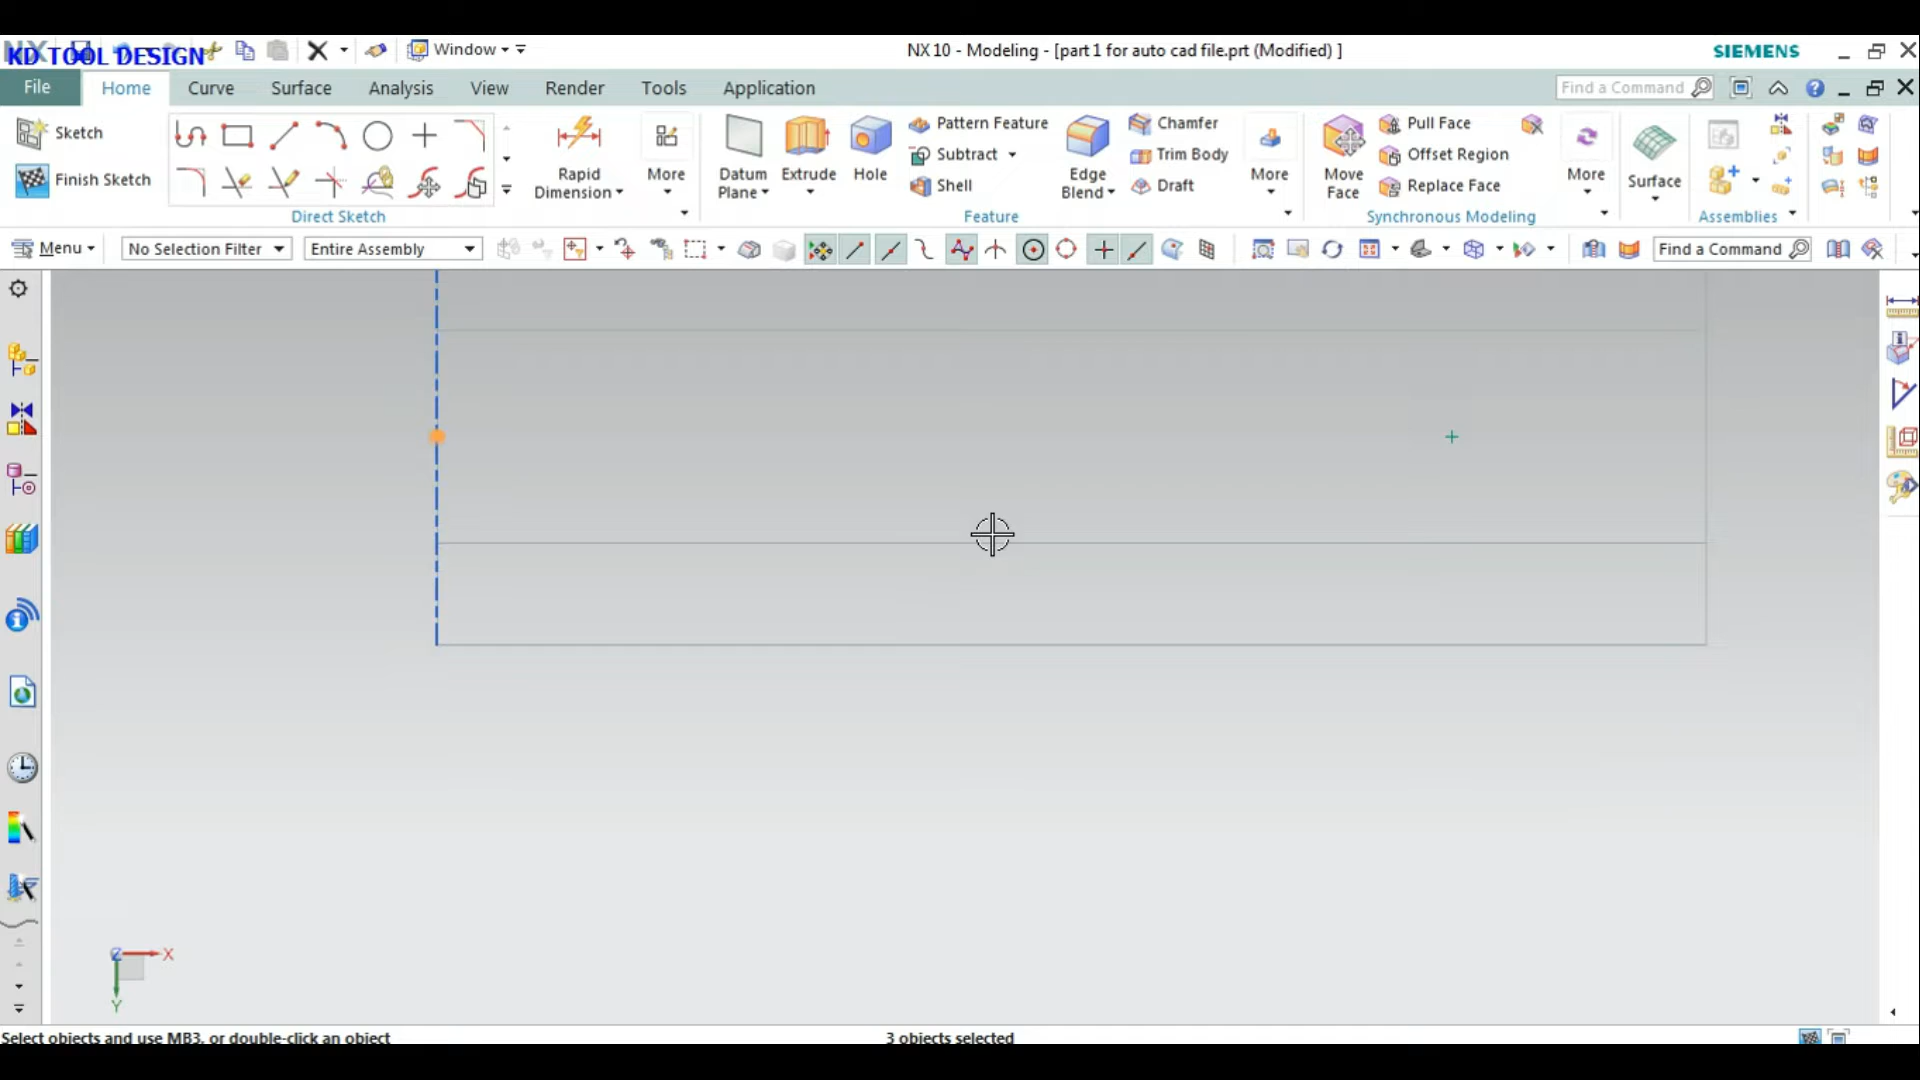 KD TOOL DESIGN
Window
NX 10 - Modeling - [part 1 for auto cad file.prt (Modified) ]
SIEMENS
File
Home
Curve
Surface
Analysis
View
Render
Tools
Application
Find a Command
Sketch
Finish Sketch
Direct Sketch
Rapid
Dimension
More
Datum
Plane
Extrude
Hole
Pattern Feature
Subtract
Shell
Edge
Blend
Chamfer
Trim Body
Draft
More
Feature
Move
Face
Pull Face
Offset Region
Replace Face
More
Synchronous Modeling
Surface
Assemblies
Menu
No Selection Filter
Entire Assembly
Find a Command
Z
X
Y
Select objects and use MB3, or double-click an object
3 objects selected